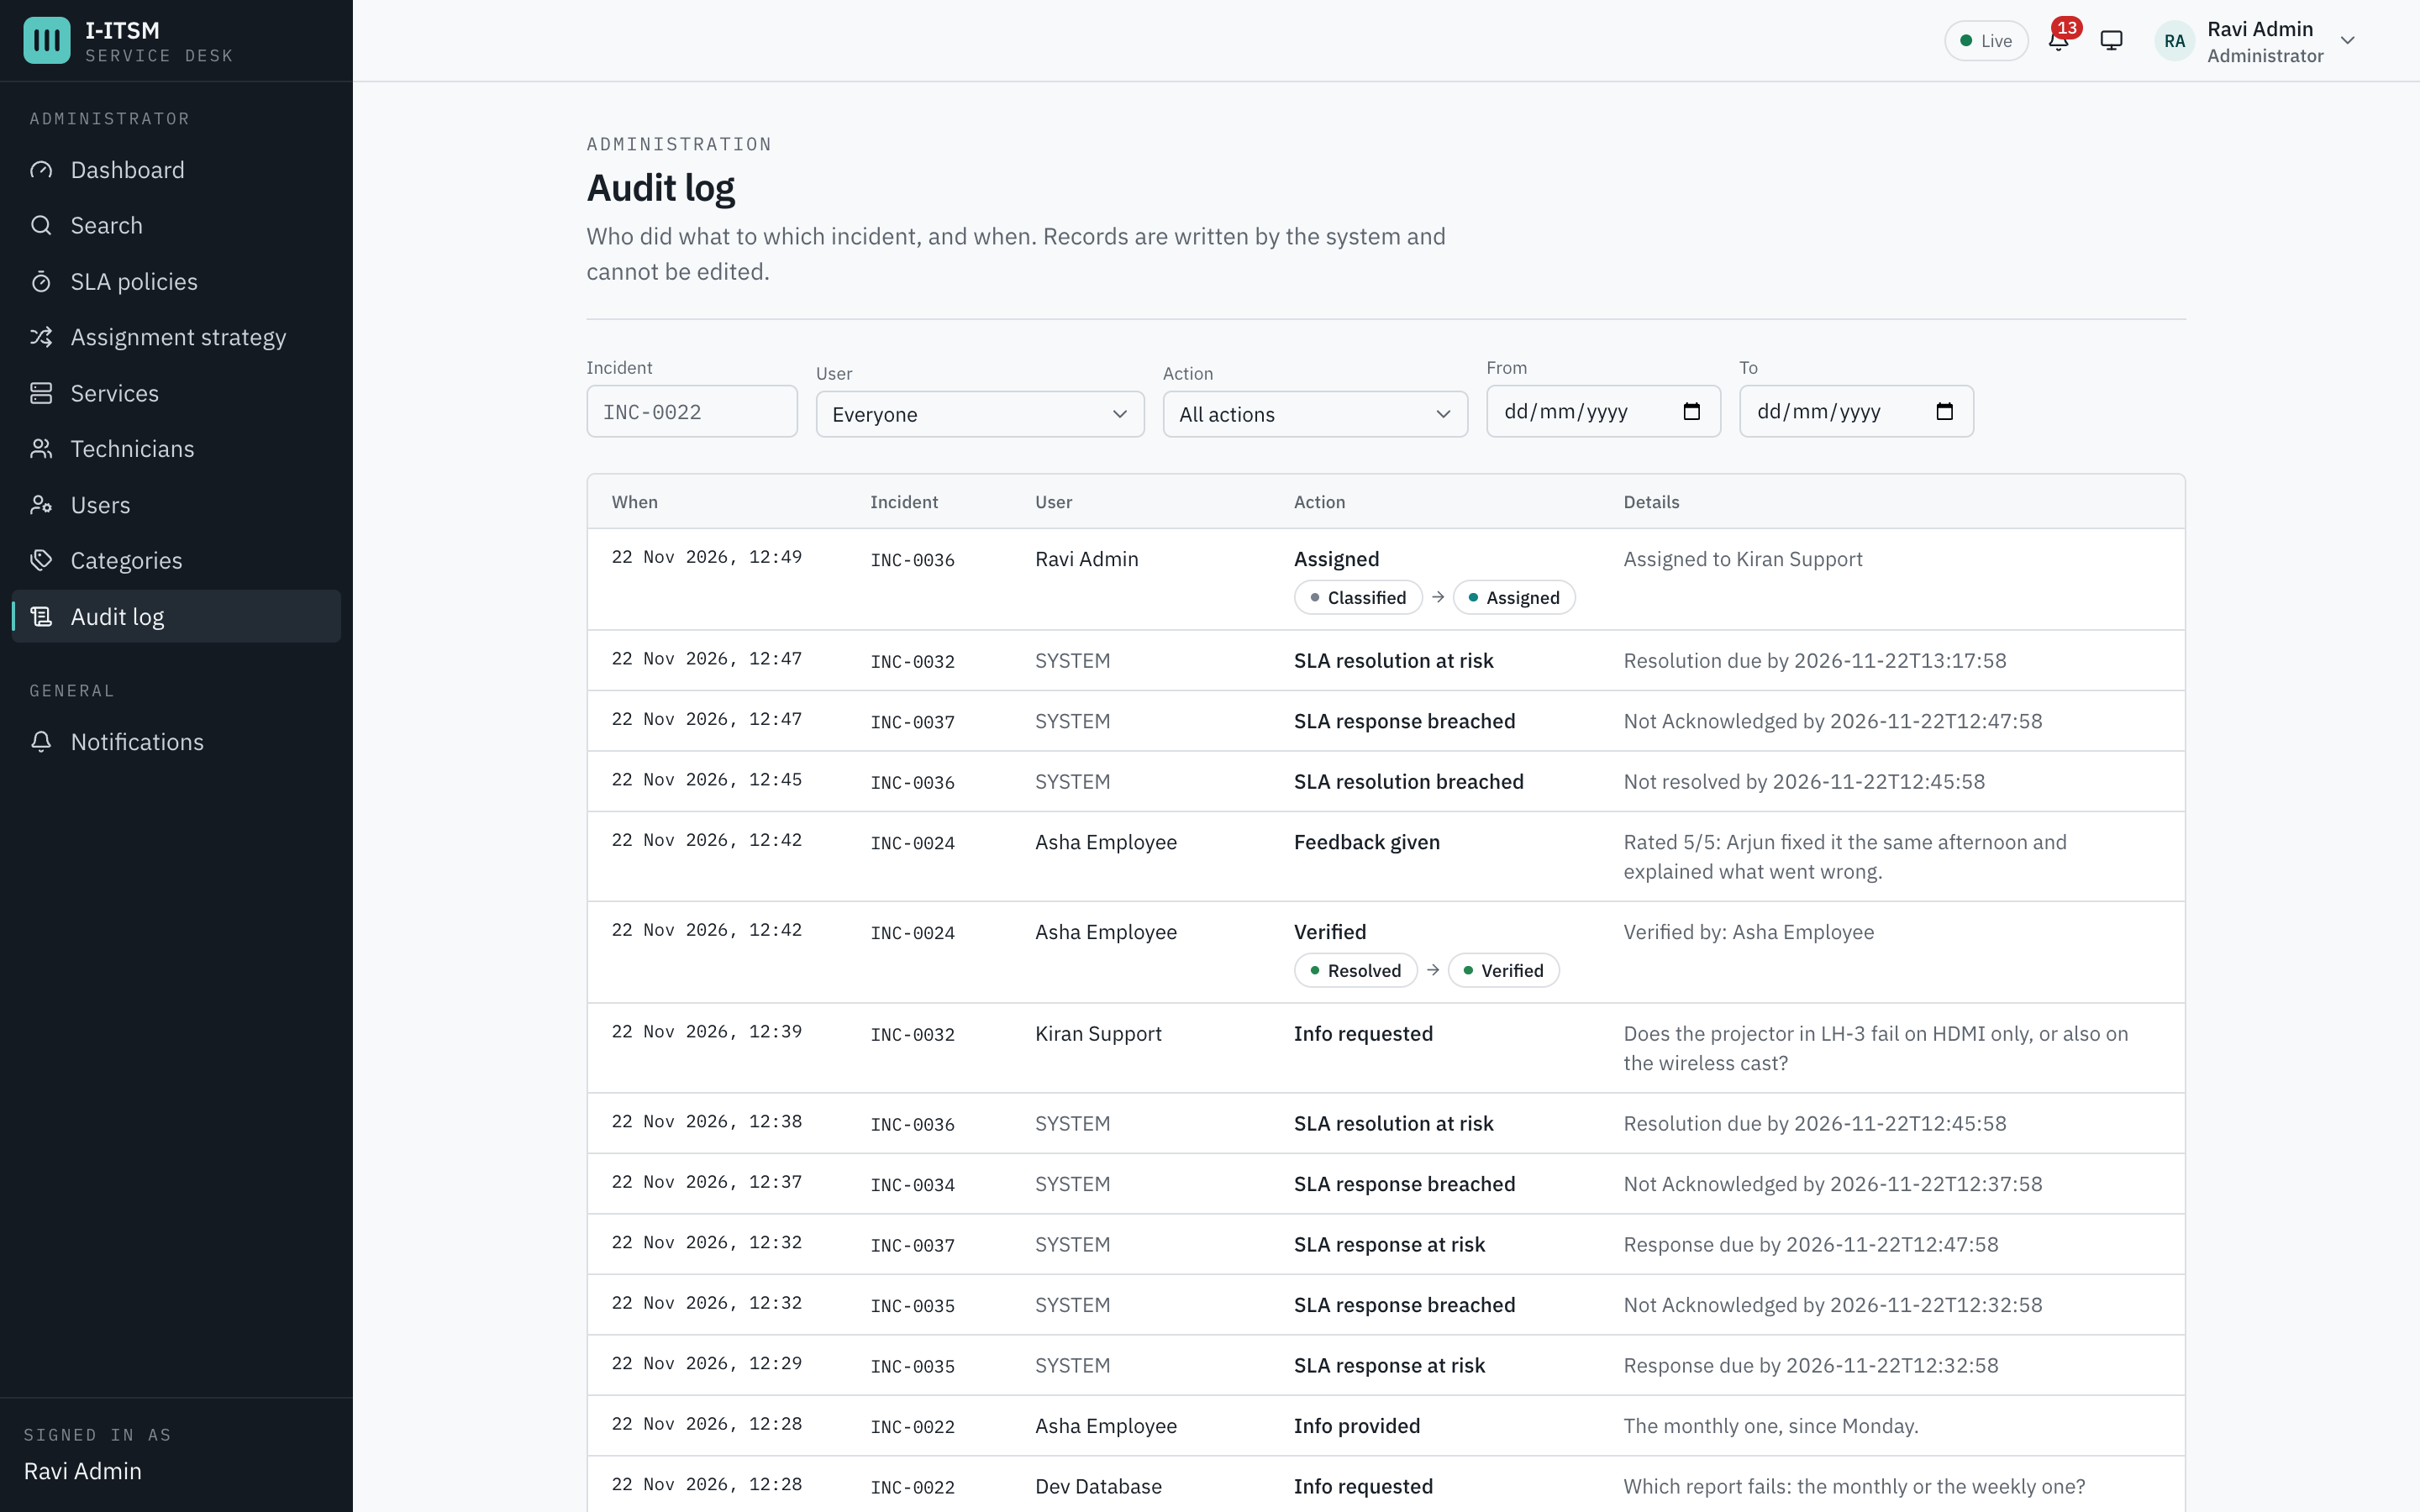 I-ITSM
SERVICE DESK
Live
13
RA
Ravi Admin
Administrator
ADMINISTRATOR
Dashboard
Search
SLA policies
Assignment strategy
Services
Technicians
Users
Categories
Audit log
GENERAL
Notifications
SIGNED IN AS
Ravi Admin
ADMINISTRATION
Audit log
Who did what to which incident, and when. Records are written by the system and
cannot be edited.
Incident User Action From To
INC-0022 Everyone All actions dd/mm/yyyy dd/mm/yyyy
When Incident User Action Details
22 Nov 2026, 12:49 INC-0036 Ravi Admin Assigned Assigned to Kiran Support
Classified → Assigned
22 Nov 2026, 12:47 INC-0032 SYSTEM SLA resolution at risk Resolution due by 2026-11-22T13:17:58
22 Nov 2026, 12:47 INC-0037 SYSTEM SLA response breached Not Acknowledged by 2026-11-22T12:47:58
22 Nov 2026, 12:45 INC-0036 SYSTEM SLA resolution breached Not resolved by 2026-11-22T12:45:58
22 Nov 2026, 12:42 INC-0024 Asha Employee Feedback given Rated 5/5: Arjun fixed it the same afternoon and
explained what went wrong.
22 Nov 2026, 12:42 INC-0024 Asha Employee Verified Verified by: Asha Employee
Resolved → Verified
22 Nov 2026, 12:39 INC-0032 Kiran Support Info requested Does the projector in LH-3 fail on HDMI only, or also on
the wireless cast?
22 Nov 2026, 12:38 INC-0036 SYSTEM SLA resolution at risk Resolution due by 2026-11-22T12:45:58
22 Nov 2026, 12:37 INC-0034 SYSTEM SLA response breached Not Acknowledged by 2026-11-22T12:37:58
22 Nov 2026, 12:32 INC-0037 SYSTEM SLA response at risk Response due by 2026-11-22T12:47:58
22 Nov 2026, 12:32 INC-0035 SYSTEM SLA response breached Not Acknowledged by 2026-11-22T12:32:58
22 Nov 2026, 12:29 INC-0035 SYSTEM SLA response at risk Response due by 2026-11-22T12:32:58
22 Nov 2026, 12:28 INC-0022 Asha Employee Info provided The monthly one, since Monday.
22 Nov 2026, 12:28 INC-0022 Dev Database Info requested Which report fails: the monthly or the weekly one?